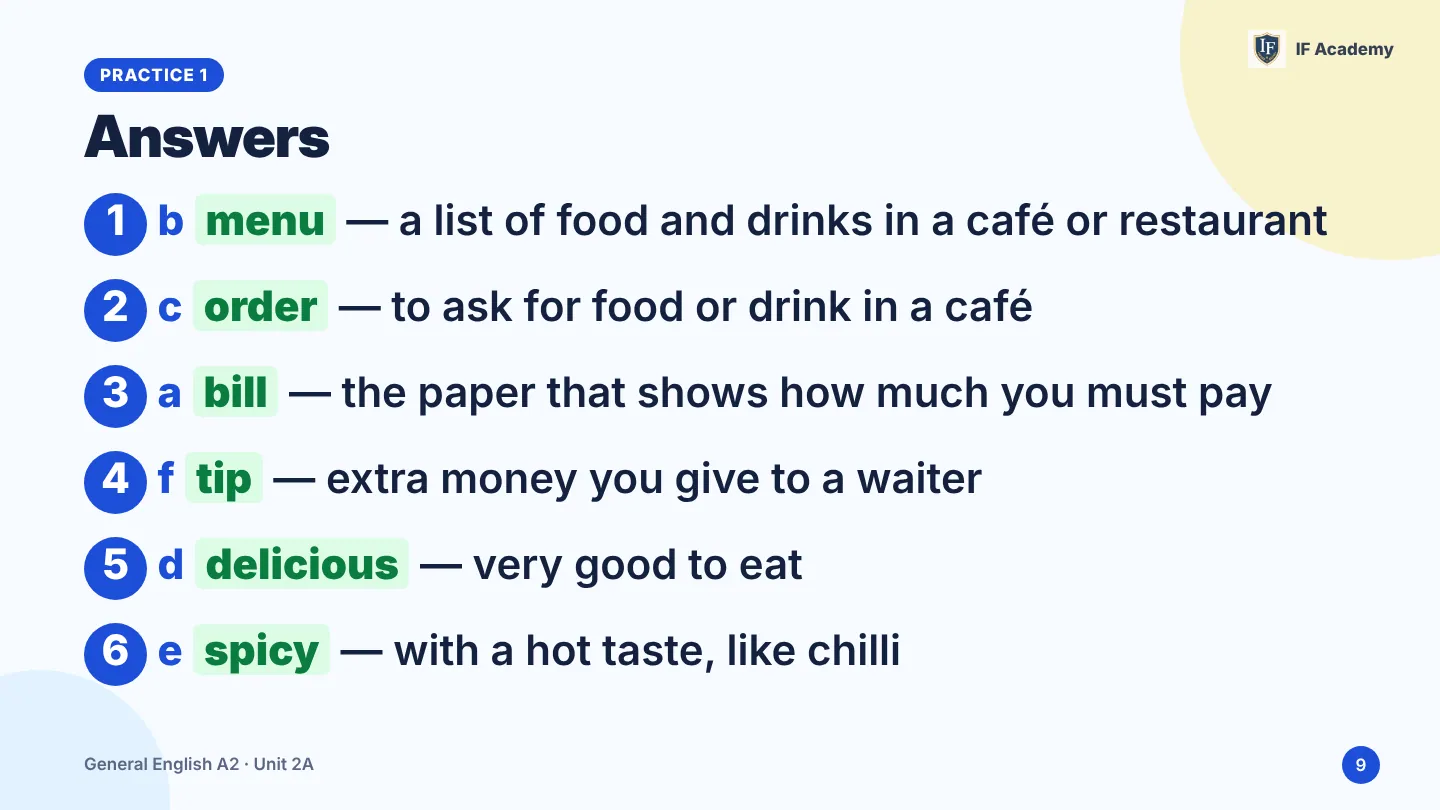 IF IF Academy
PRACTICE 1
Answers
1 b menu — a list of food and drinks in a café or restaurant
2 c order — to ask for food or drink in a café
3 a bill — the paper that shows how much you must pay
4 f tip — extra money you give to a waiter
5 d delicious — very good to eat
6 e spicy — with a hot taste, like chilli
General English A2 · Unit 2A
9